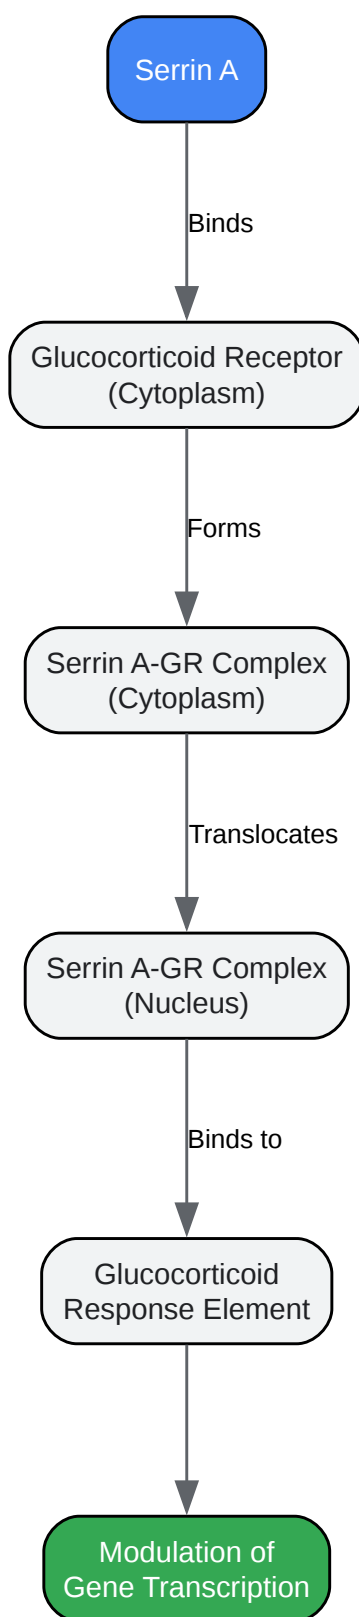 Serrin A
Binds
Glucocorticoid Receptor
(Cytoplasm)
Forms
Serrin A-GR Complex
(Cytoplasm)
Translocates
Serrin A-GR Complex
(Nucleus)
Binds to
Glucocorticoid
Response Element
Modulation of
Gene Transcription